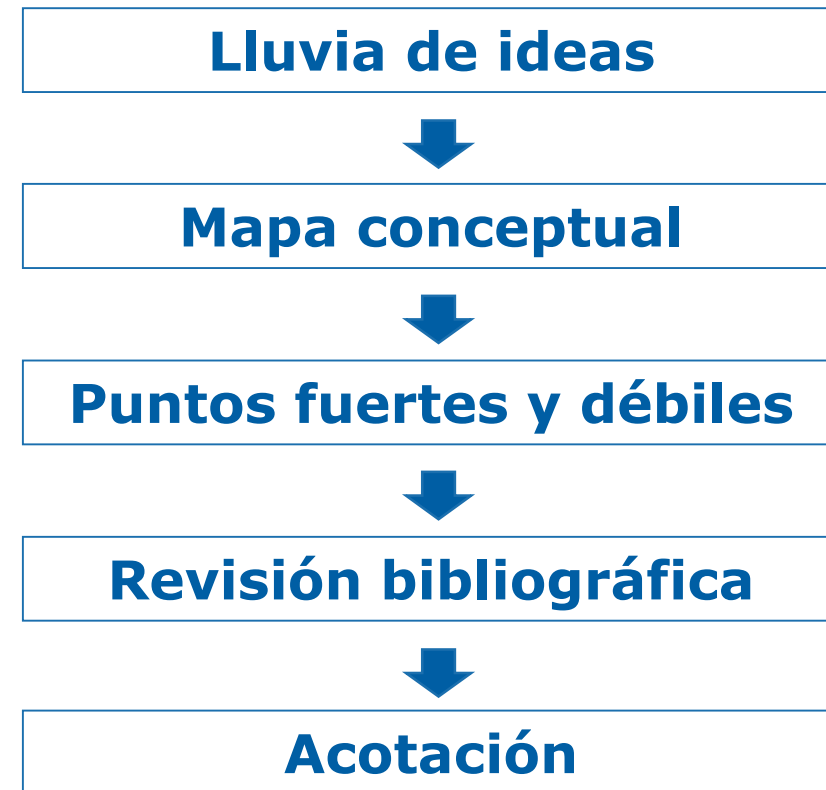 Lluvia de ideas
Mapa conceptual
Puntos fuertes y débiles
Revisión bibliográfica
Acotación